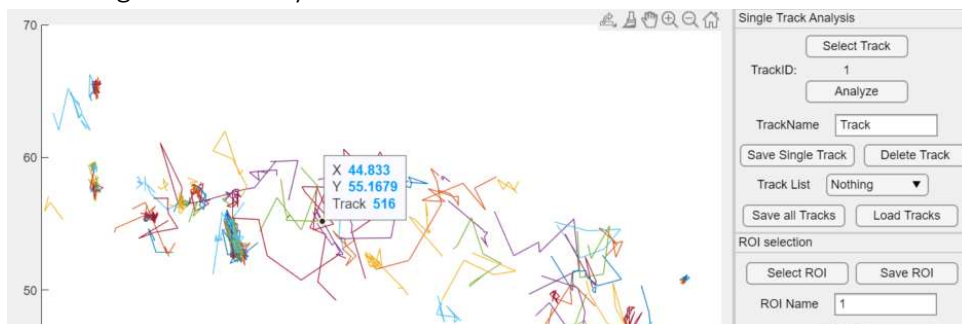 70
60
50
X 44.833
Y 55.1679
Track 516
Single Track Analysis
Select Track
TrackID: 1
Analyze
TrackName Track
Save Single Track Delete Track
Track List Nothing
Save all Tracks Load Tracks
ROI selection
Select ROI Save ROI
ROI Name 1